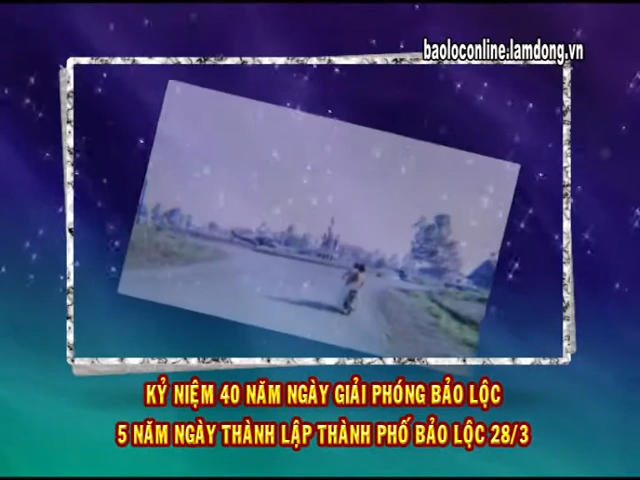 baoloconline.lamdong.vn
KỶ NIỆM 40 NĂM NGÀY GIẢI PHÓNG BẢO LỘC
5 NĂM NGÀY THÀNH LẬP THÀNH PHỐ BẢO LỘC 28/3